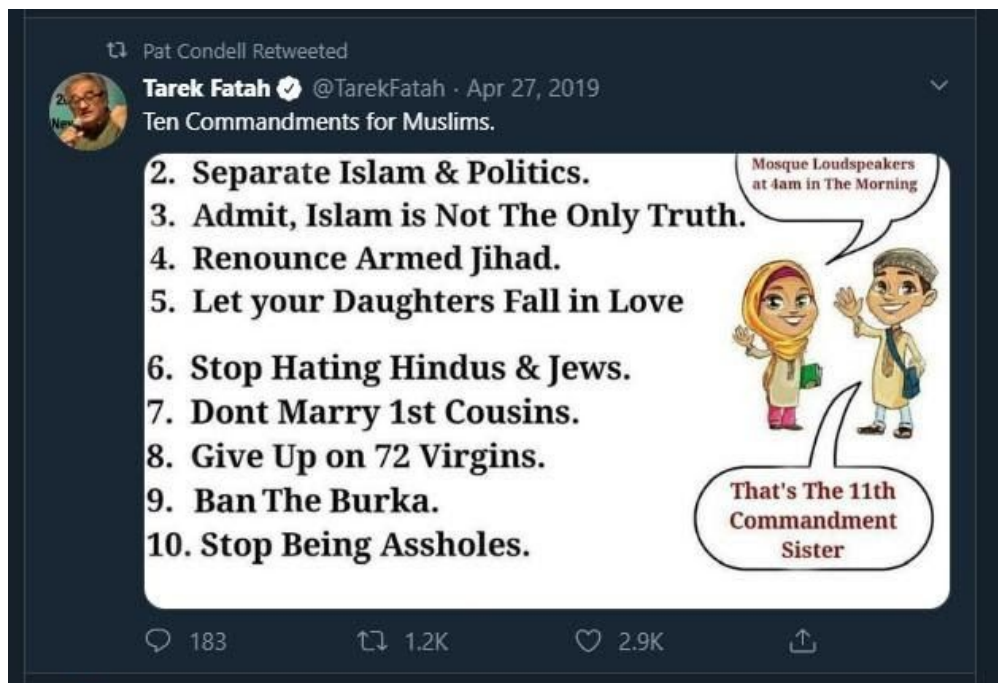 Pat Condell Retweeted
Tarek Fatah @TarekFatah · Apr 27, 2019
Ten Commandments for Muslims.
2. Separate Islam & Politics.
3. Admit, Islam is Not The Only Truth.
4. Renounce Armed Jihad.
5. Let your Daughters Fall in Love
6. Stop Hating Hindus & Jews.
7. Dont Marry 1st Cousins.
8. Give Up on 72 Virgins.
9. Ban The Burka.
10. Stop Being Assholes.
Mosque Loudspeakers
at 4am in The Morning
That's The 11th
Commandment
Sister
183 1.2K 2.9K